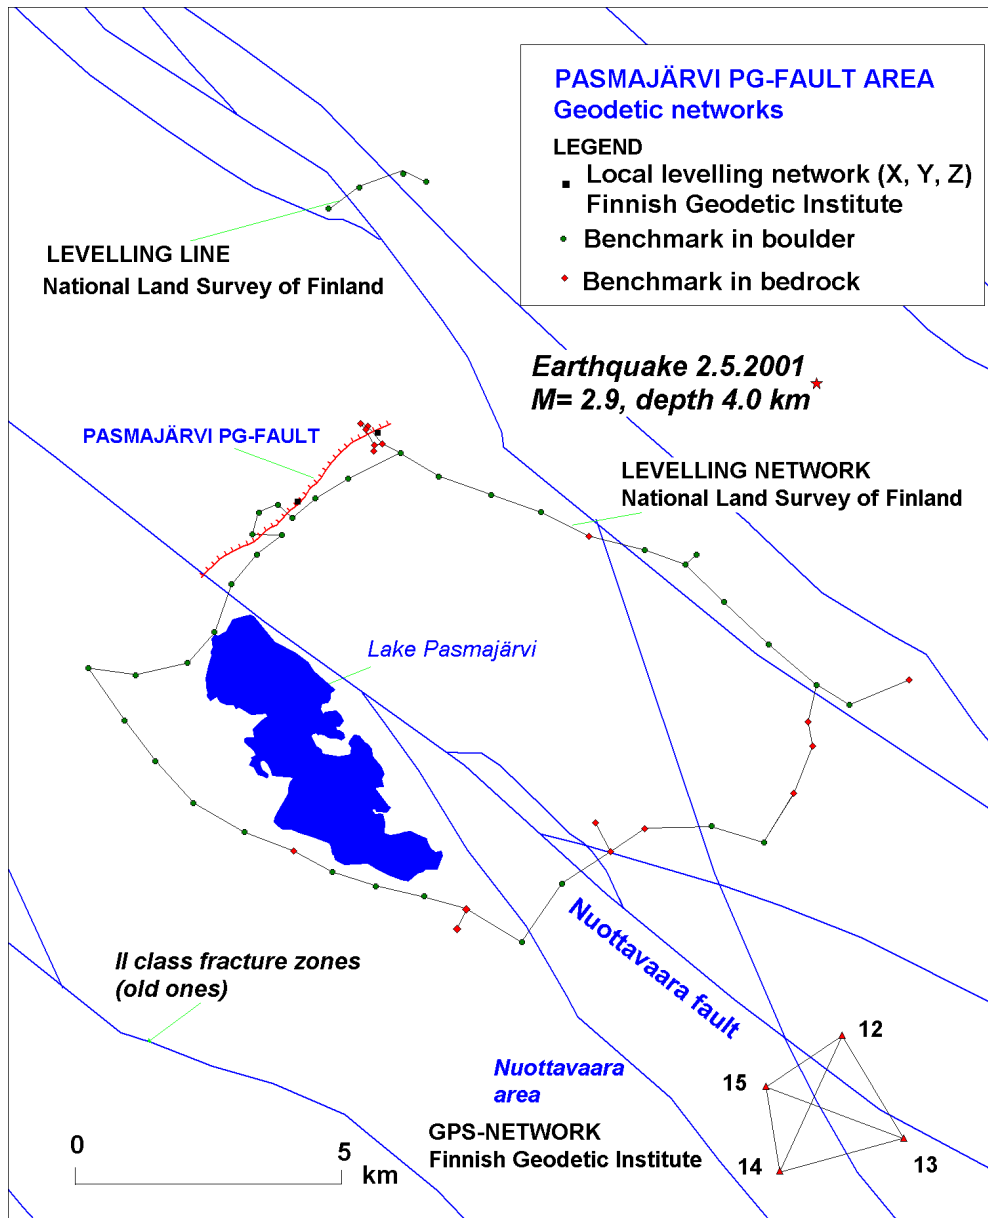 PASMAJÄRVI PG-FAULT AREA
Geodetic networks
LEGEND
Local levelling network (X, Y, Z)
Finnish Geodetic Institute
Benchmark in boulder
Benchmark in bedrock
LEVELLING LINE
National Land Survey of Finland
Earthquake 2.5.2001
M= 2.9, depth 4.0 km
PASMAJÄRVI PG-FAULT
LEVELLING NETWORK
National Land Survey of Finland
Lake Pasmajärvi
Nuottavaara fault
II class fracture zones
(old ones)
12
15
13
14
Nuottavaara
area
GPS-NETWORK
Finnish Geodetic Institute
0
5
km